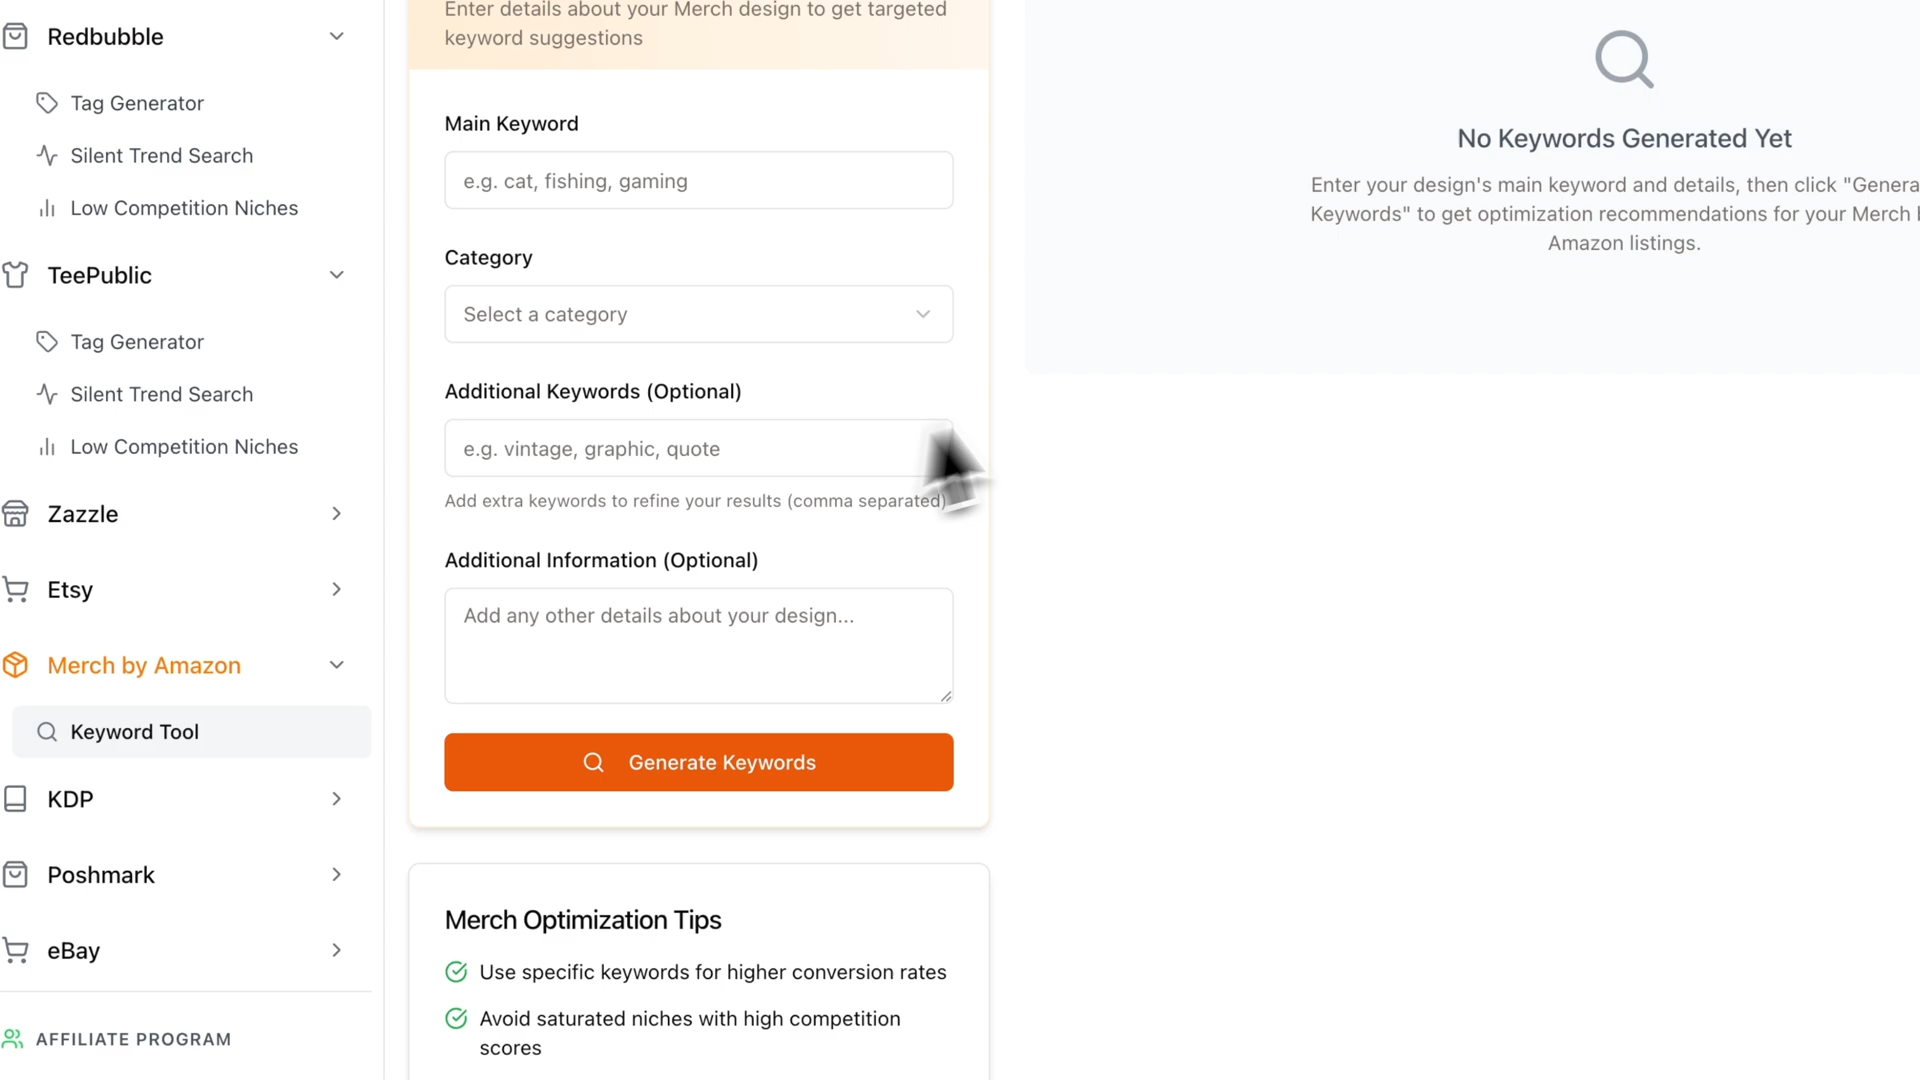 Redbubble
Tag Generator
Silent Trend Search
Low Competition Niches
TeePublic
Tag Generator
Silent Trend Search
Low Competition Niches
Zazzle
Etsy
Merch by Amazon
Keyword Tool
KDP
Poshmark
eBay
AFFILIATE PROGRAM
Enter details about your Merch design to get targeted
keyword suggestions
Main Keyword
e.g. cat, fishing, gaming
Category
Select a category
Additional Keywords (Optional)
e.g. vintage, graphic, quote
Add extra keywords to refine your results (comma separated)
Additional Information (Optional)
Add any other details about your design...
Generate Keywords
Merch Optimization Tips
Use specific keywords for higher conversion rates
Avoid saturated niches with high competition
scores
No Keywords Generated Yet
Enter your design's main keyword and details, then click "Genera
Keywords" to get optimization recommendations for your Merch
Amazon listings.